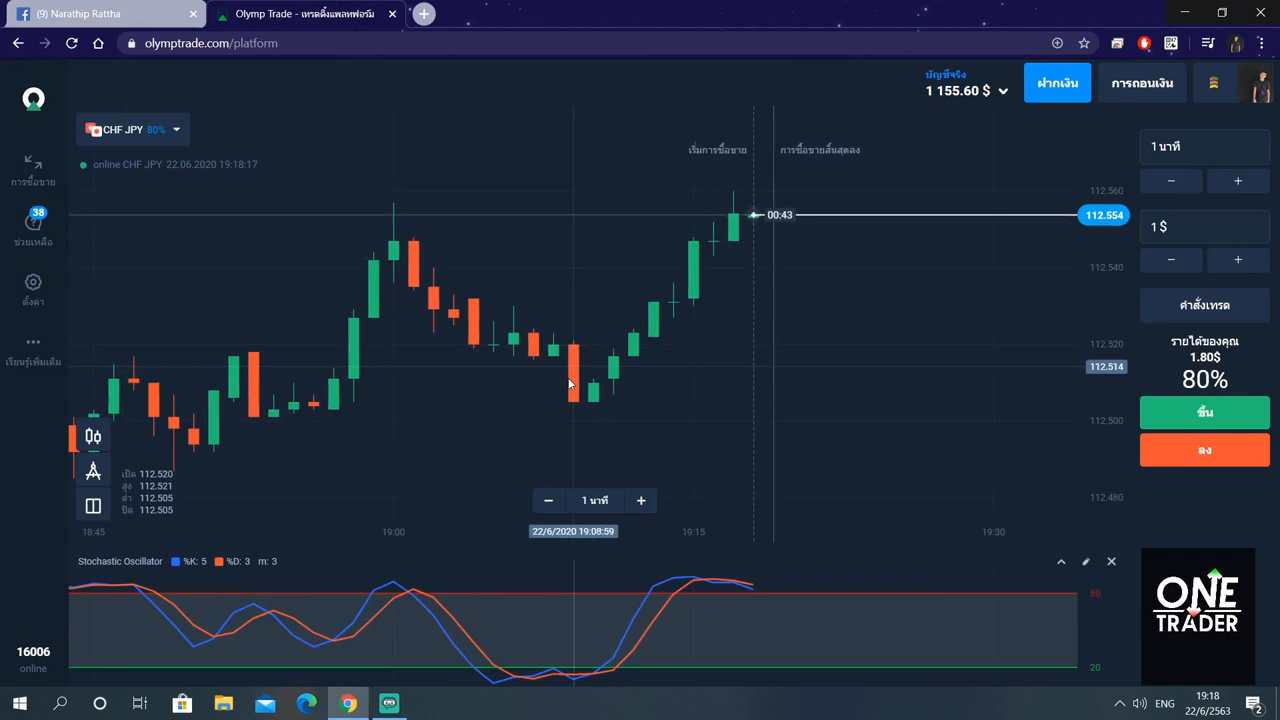 (9) Narathip Rattha
Olymp Trade - เทรดดิ้งแพลทฟอร์ม
olymptrade.com/platform
บัญชีจริง
1 155.60 $
ฝากเงิน
การถอนเงิน
CHF JPY 80%
online CHF JPY 22.06.2020 19:18:17
เริ่มการซื้อขาย
การซื้อขายสิ้นสุดลง
1 นาที
1 $
คำสั่งเทรด
รายได้ของคุณ
1.80$
80%
ขึ้น
ลง
การซื้อขาย
38
ช่วยเหลือ
ตั้งค่า
เรียนรู้เพิ่มเติม
00:43
112.560
112.554
112.540
112.520
112.514
112.500
112.480
เปิด 112.520
สูง 112.521
ต่ำ 112.505
ปิด 112.505
1 นาที
18:45
19:00
22/6/2020 19:08:59
19:15
19:30
Stochastic Oscillator %K: 5 %D: 3 m: 3
80
20
ONE
TRADER
16006
online
ENG
19:18
22/6/2563
2